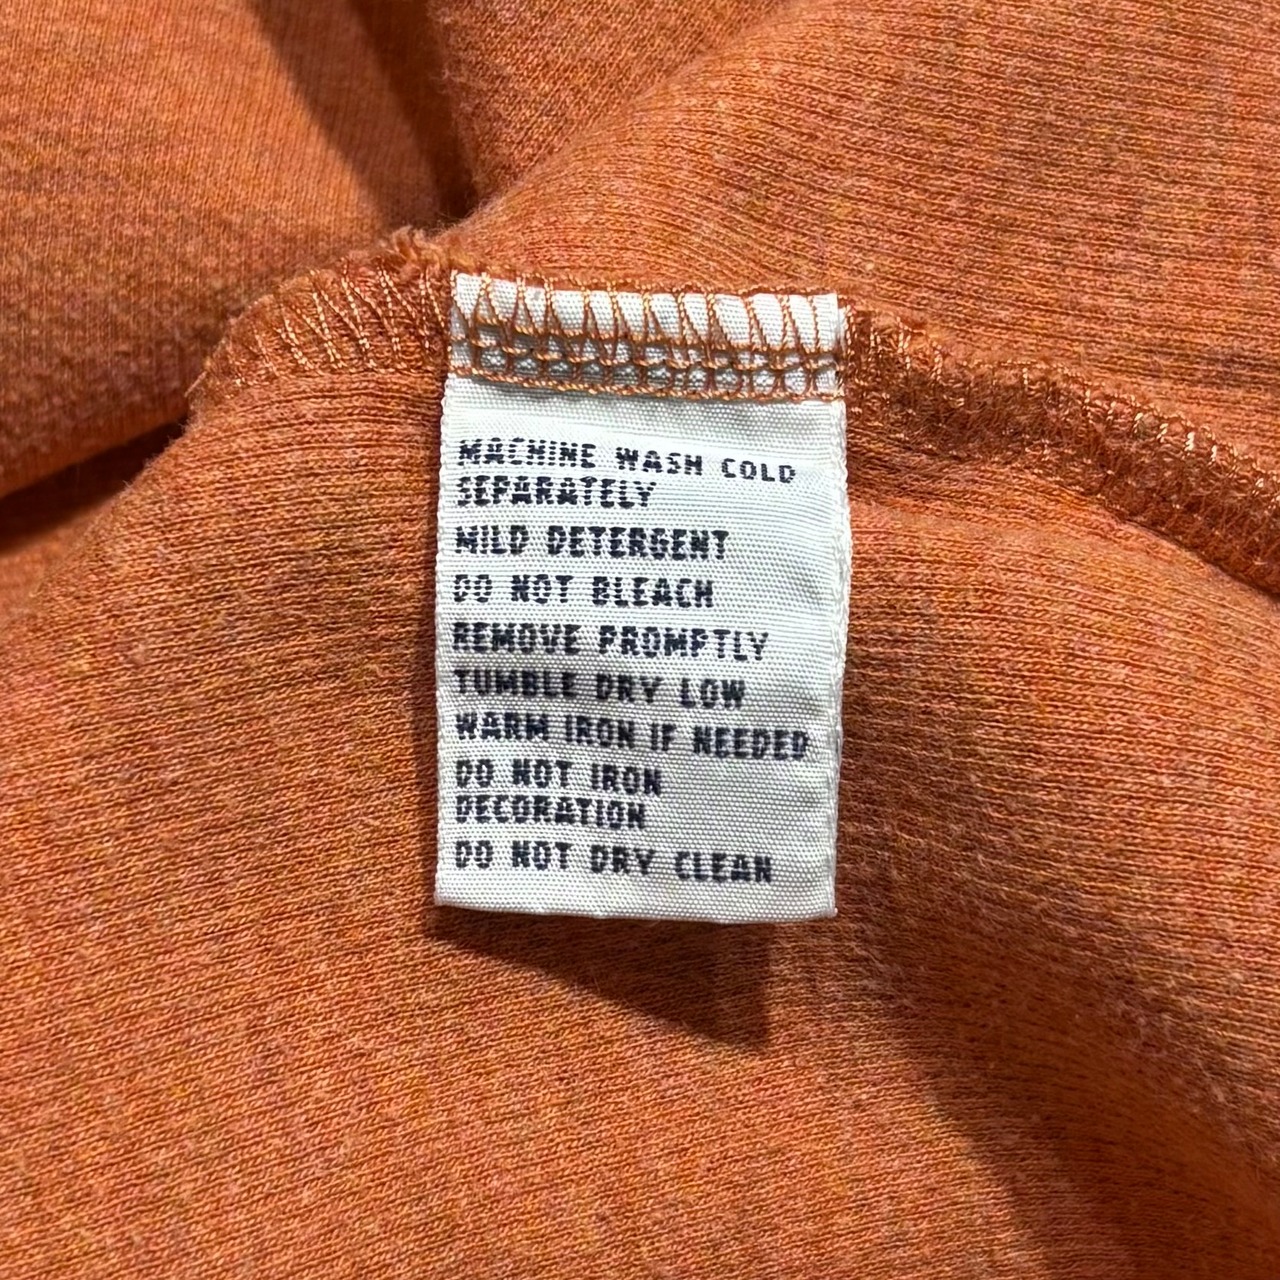 MACHINE WASH COLD
SEPARATELY
MILD DETERGENT
DO NOT BLEACH
REMOVE PROMPTLY
TUMBLE DRY LOW
WARM IRON IF NEEDED
DO NOT IRON
DECORATION
DO NOT DRY CLEAN